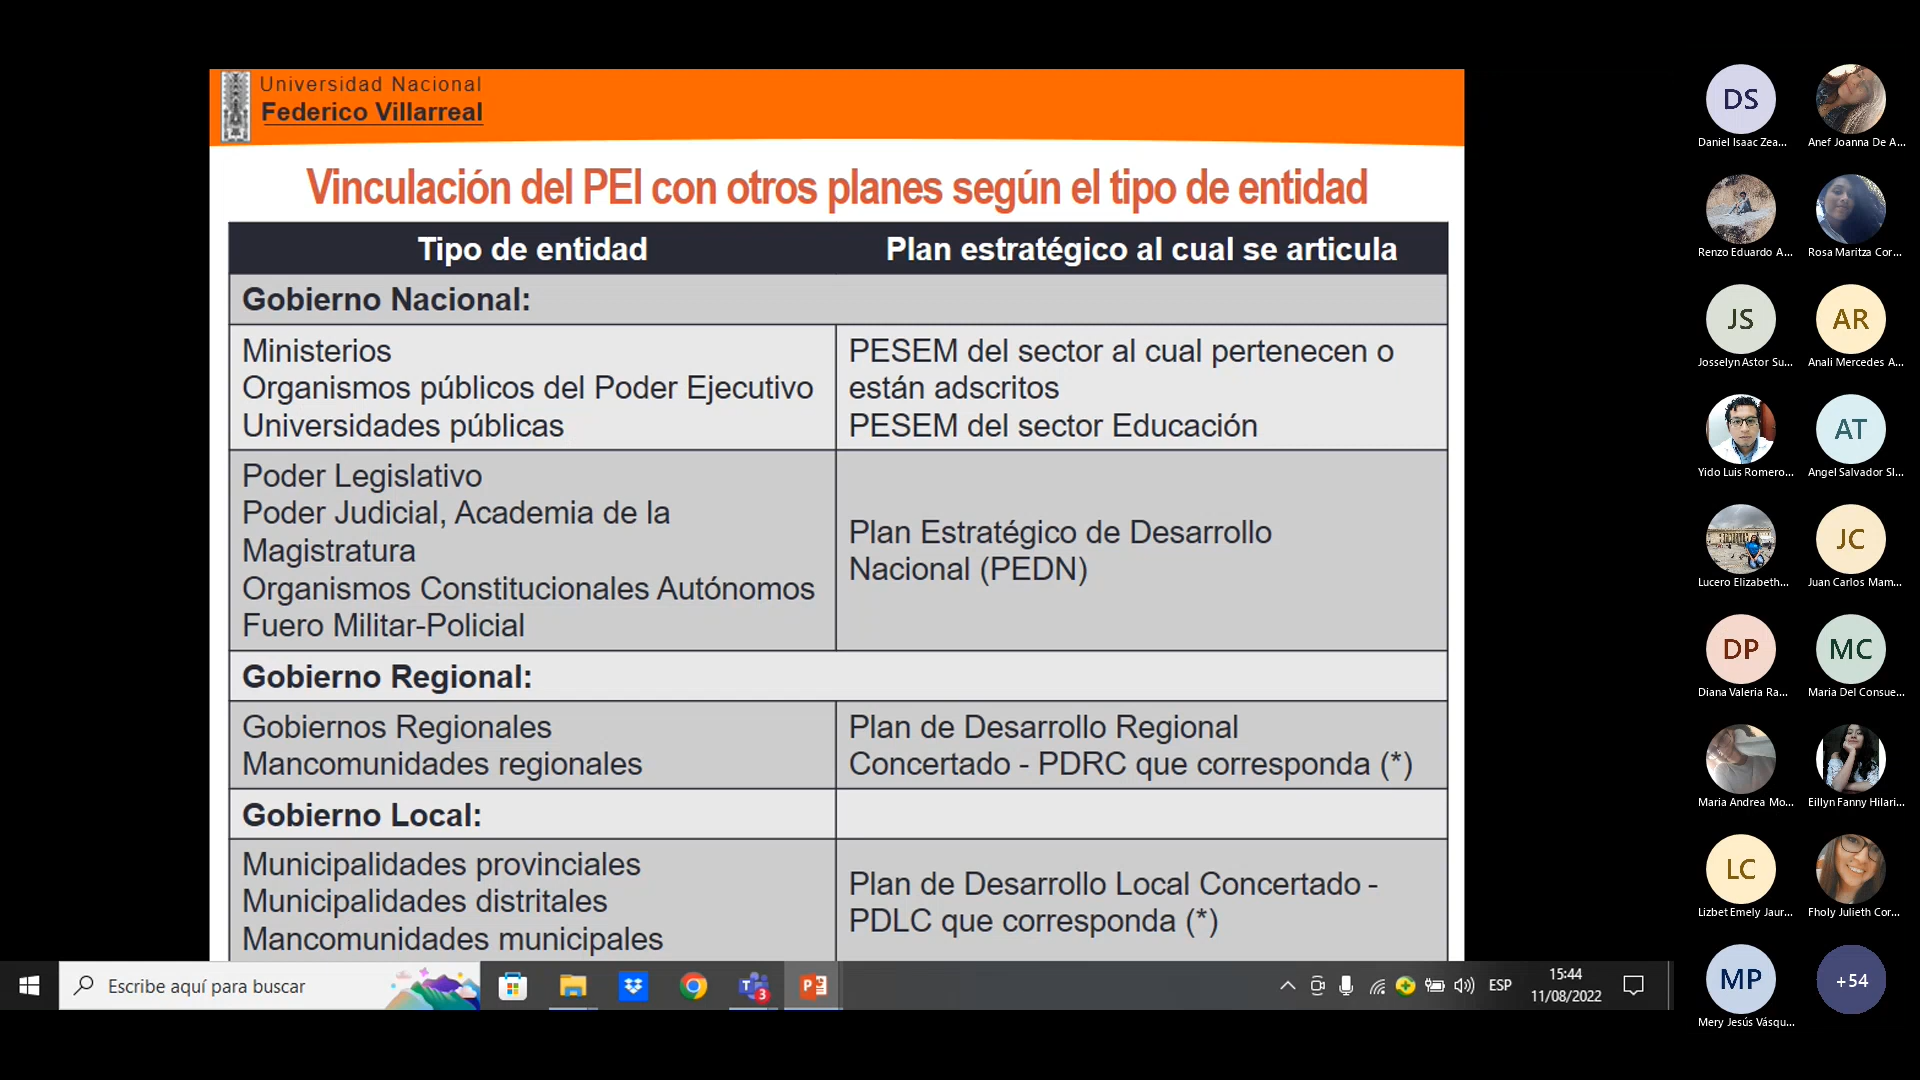 Universidad Nacional
Federico Villarreal
Vinculación del PEI con otros planes según el tipo de entidad
Tipo de entidad
Plan estratégico al cual se articula
Gobierno Nacional:
Ministerios
Organismos públicos del Poder Ejecutivo
Universidades públicas
PESEM del sector al cual pertenecen o
están adscritos
PESEM del sector Educación
Poder Legislativo
Poder Judicial, Academia de la
Magistratura
Organismos Constitucionales Autónomos
Fuero Militar-Policial
Plan Estratégico de Desarrollo
Nacional (PEDN)
Gobierno Regional:
Gobiernos Regionales
Mancomunidades regionales
Plan de Desarrollo Regional
Concertado - PDRC que corresponda (*)
Gobierno Local:
Municipalidades provinciales
Municipalidades distritales
Mancomunidades municipales
Plan de Desarrollo Local Concertado -
PDLC que corresponda (*)
Escribe aquí para buscar
3
ESP
15:44
11/08/2022
DS
Daniel Isaac Zea...
Anef Joanna De A...
Renzo Eduardo A...
Rosa Maritza Cor...
JS
Josselyn Astor Su...
AR
Anali Mercedes A...
Yido Luis Romero...
AT
Angel Salvador Sl...
Lucero Elizabeth...
JC
Juan Carlos Mam...
DP
Diana Valeria Ra...
MC
Maria Del Consue...
Maria Andrea Mo...
Eillyn Fanny Hilari...
LC
Lizbet Emely Jaur...
Fholy Julieth Cor...
MP
Mery Jesús Vásqu...
+54